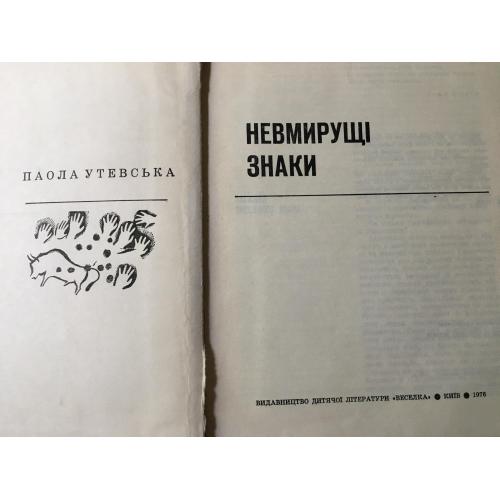 ПАОЛА УТЕВСЬКА
НЕВМИРУЩІ
ЗНАКИ
ВИДАВНИЦТВО ДИТЯЧОЇ ЛІТЕРАТУРИ «ВЕСЕЛКА» ● КИЇВ ● 1976